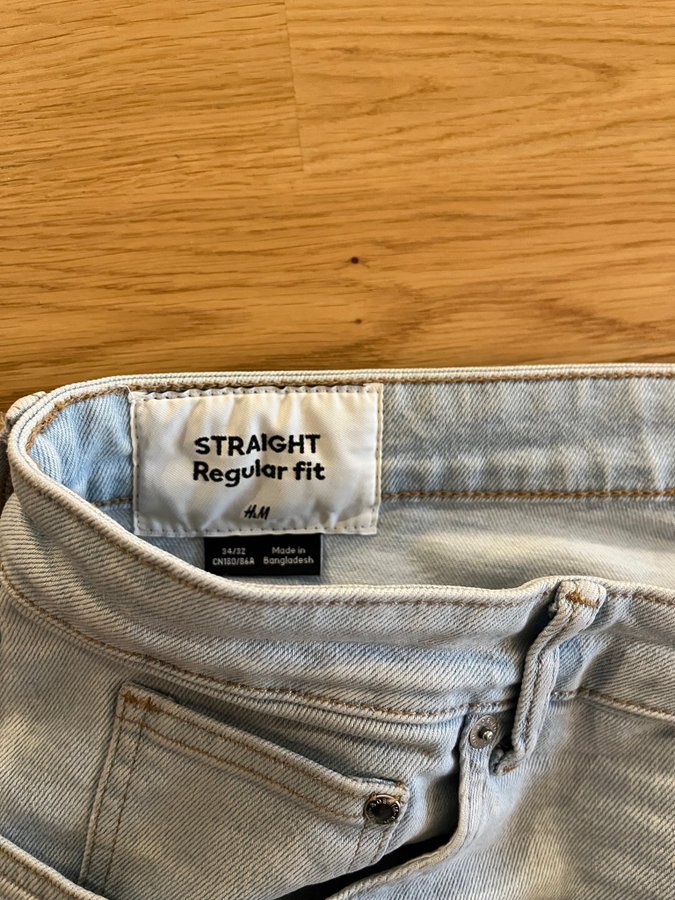 STRAIGHT
Regular fit
H&M
34/32
CN180/86A
Made in
Bangladesh